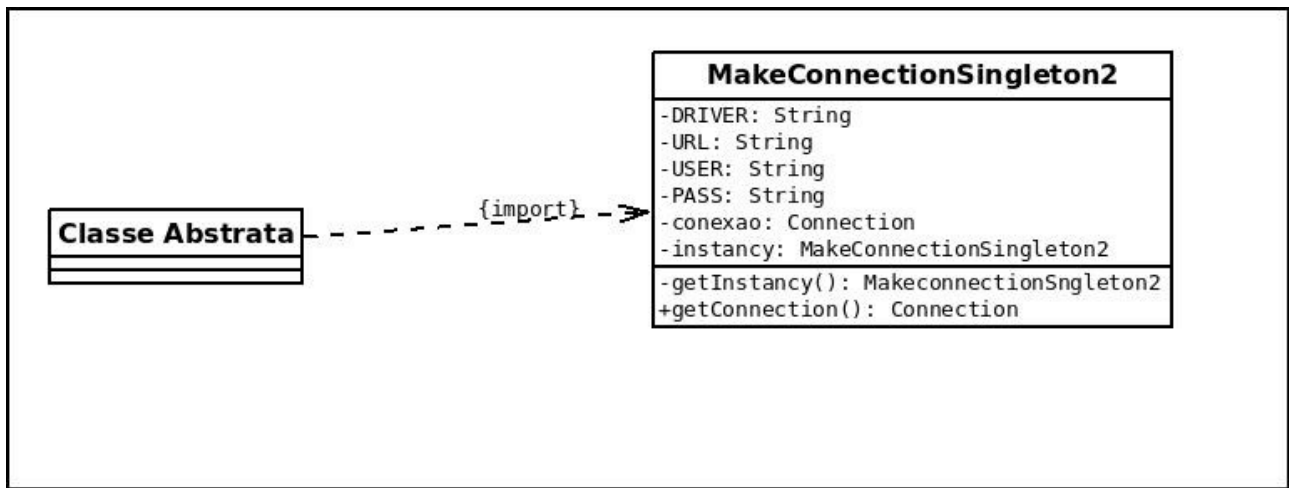 MakeConnectionSingleton2
-DRIVER: String
-URL: String
-USER: String
-PASS: String
-conexao: Connection
-instancy: MakeConnectionSingleton2
-getInstancy(): MakeconnectionSngleton2
+getConnection(): Connection
{import}
Classe Abstrata